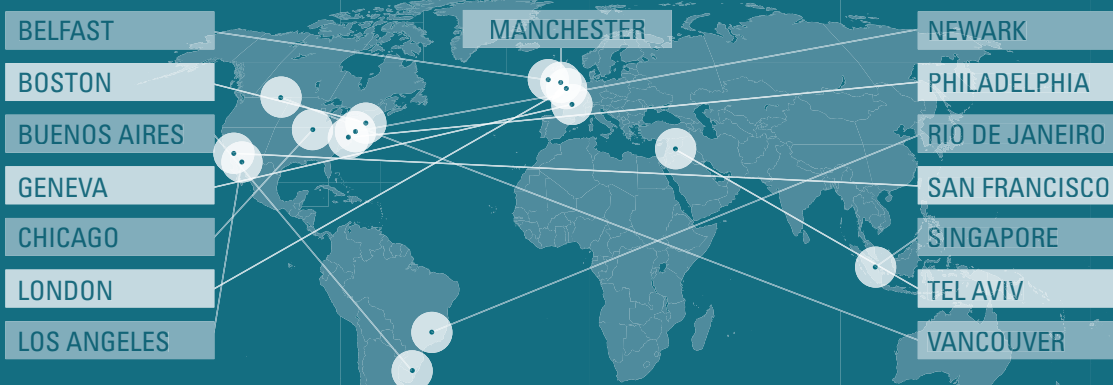 BELFAST
BOSTON
BUENOS AIRES
GENEVA
CHICAGO
LONDON
LOS ANGELES
MANCHESTER
NEWARK
PHILADELPHIA
RIO DE JANEIRO
SAN FRANCISCO
SINGAPORE
TEL AVIV
VANCOUVER